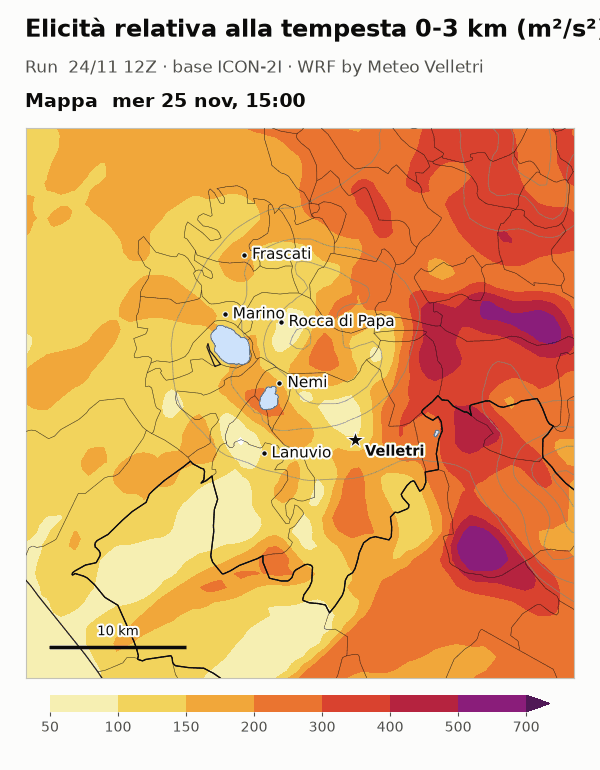 Elicità relativa alla tempesta 0-3 km (m²/s²)
Run  24/11 12Z · base ICON-2I · WRF by Meteo Velletri
Mappa  mer 25 nov, 15:00
Frascati
Marino
Rocca di Papa
Nemi
Velletri
Lanuvio
10 km
50 100 150 200 300 400 500 700